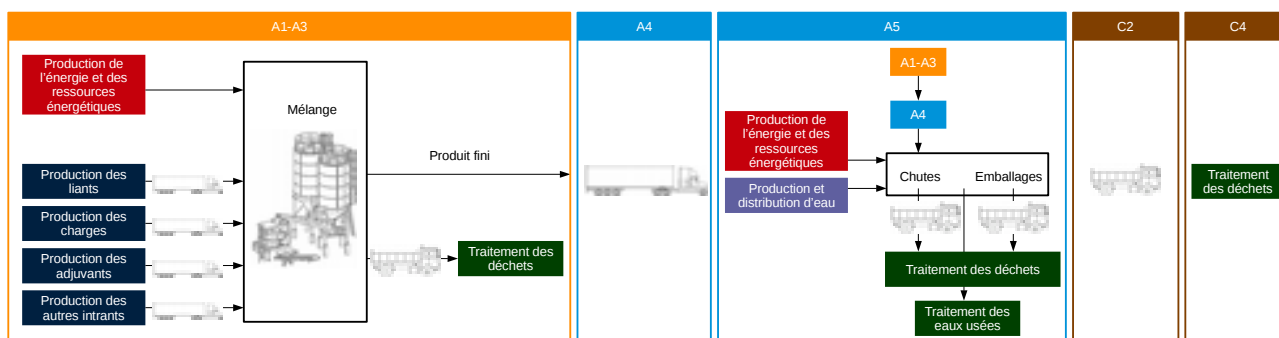 A1-A3
Production de
l'énergie et des
ressources
énergétiques
Mélange
Produit fini
Production des
liants
Production des
charges
Production des
adjuvants
Production des
autres intrants
Traitement des
déchets
A4
A5
A1-A3
A4
Production de
l'énergie et des
ressources
énergétiques
Production et
distribution d'eau
Chutes
Emballages
Traitement des déchets
Traitement des
eaux usées
C2
C4
Traitement
des déchets